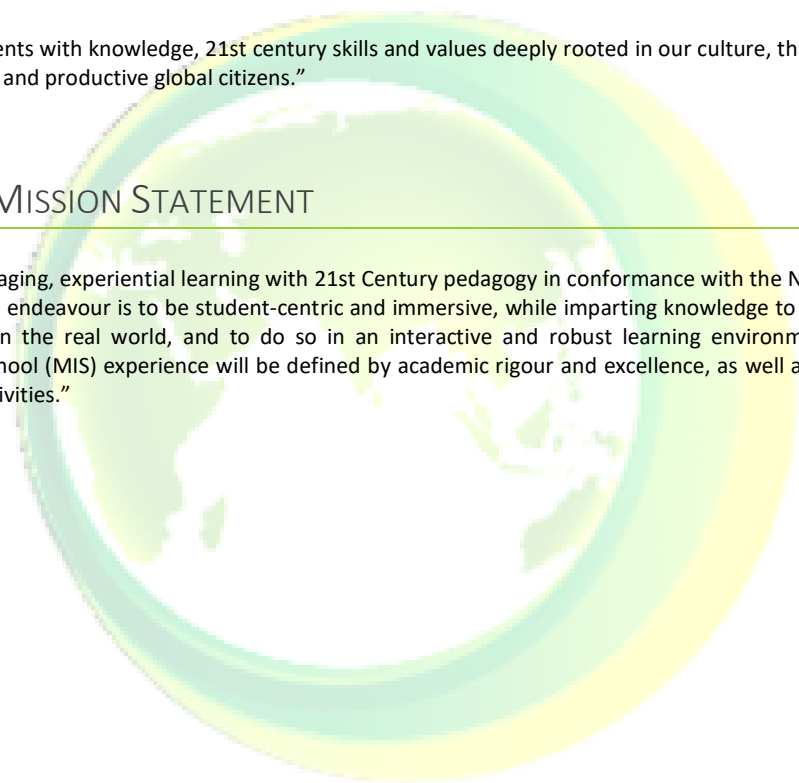 ents with knowledge, 21st century skills and values deeply rooted in our culture, th
and productive global citizens.”
MISSION STATEMENT
aging, experiential learning with 21st Century pedagogy in conformance with the N
endeavour is to be student-centric and immersive, while imparting knowledge to
n the real world, and to do so in an interactive and robust learning environm
hool (MIS) experience will be defined by academic rigour and excellence, as well a
ivities.”